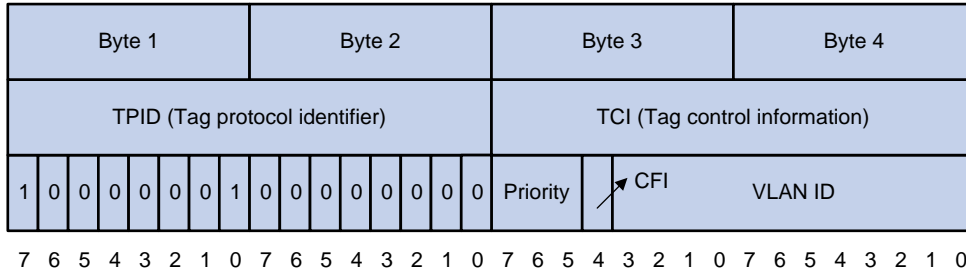 Byte 1 Byte 2 Byte 3 Byte 4
TPID (Tag protocol identifier) TCI (Tag control information)
1 0 0 0 0 0 0 1 0 0 0 0 0 0 0 0 Priority CFI VLAN ID
7 6 5 4 3 2 1 0 7 6 5 4 3 2 1 0 7 6 5 4 3 2 1 0 7 6 5 4 3 2 1 0